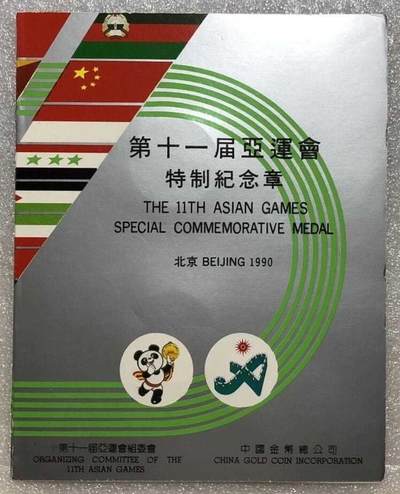 第十一届亞運會
特制紀念章
THE 11TH ASIAN GAMES
SPECIAL COMMEMORATIVE MEDAL
北京 BEIJING 1990
第十一届亞運會組委會
ORGANIZING COMMITTEE OF THE
11TH ASIAN GAMES
中國金幣總公司
CHINA GOLD COIN INCORPORATION